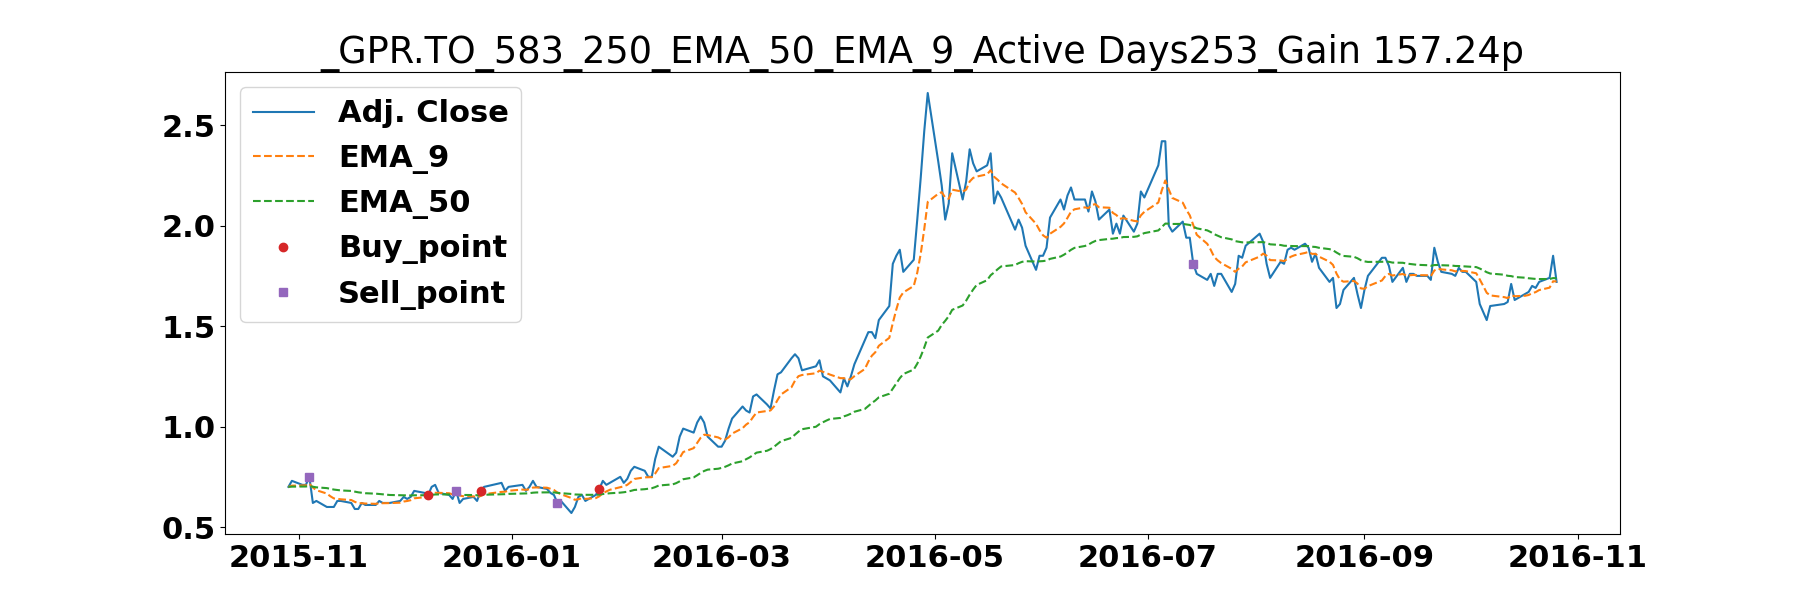 _GPR.TO_583_250_EMA_50_EMA_9_Active Days253_Gain 157.24p
Adj. Close
EMA_9
EMA_50
Buy_point
Sell_point
2.5
2.0
1.5
1.0
0.5
2015-11 2016-01 2016-03 2016-05 2016-07 2016-09 2016-11